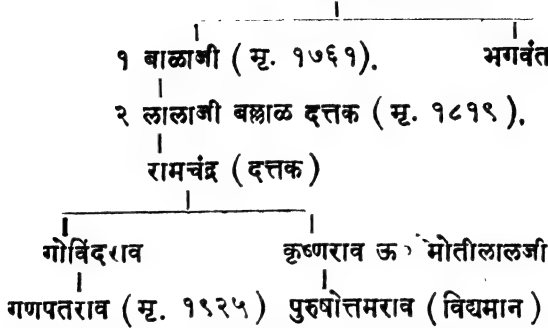 १ बाळाजी ( मृ. १७६१ ). भगवंत
२ लालाजी बल्लाळ दत्तक ( मृ. १८१९ ).
रामचंद्र ( दत्तक )
गोविंदराव कृष्णराव ऊ मोतीलालजी
गणपतराव ( मृ. १९२५ ) पुरुषोत्तमराव ( विद्यमान )